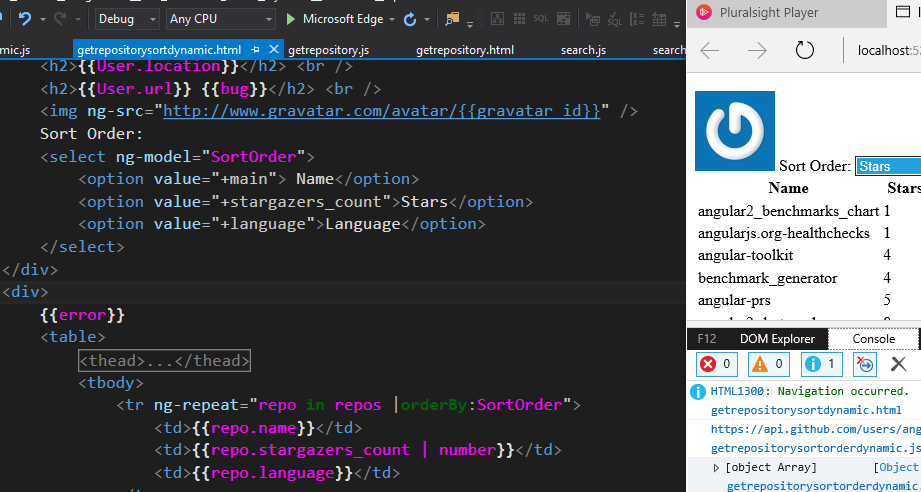 Debug
Any CPU
Microsoft Edge
SQL
SQL
mic.js
getrepositorysortdynamic.html
getrepository.js
getrepository.html
search.js
search
<h2>{{User.location}}</h2> <br />
<h2>{{User.url}} {{bug}}</h2> <br />
<img ng-src="http://www.gravatar.com/avatar/{{gravatar_id}}" />
Sort Order:
<select ng-model="SortOrder">
<option value="+main"> Name</option>
<option value="+stargazers_count">Stars</option>
<option value="+language">Language</option>
</select>
</div>
<div>
{{error}}
<table>
<thead>...</thead>
<tbody>
<tr ng-repeat="repo in repos |orderBy:SortOrder">
<td>{{repo.name}}</td>
<td>{{repo.stargazers_count | number}}</td>
<td>{{repo.language}}</td>
Pluralsight Player
localhost:5
Sort Order: Stars
Name Stars
angular2_benchmarks_chart 1
angularjs.org-healthchecks 1
angular-toolkit 4
benchmark_generator 4
angular-prs 5
F12 DOM Explorer Console
0 0 1
HTML1300: Navigation occurred.
getrepositorysortdynamic.html
https://api.github.com/users/ang
getrepositorysortorderdynamic.js
[object Array] [Object
getrepositorysortorderdynamic.